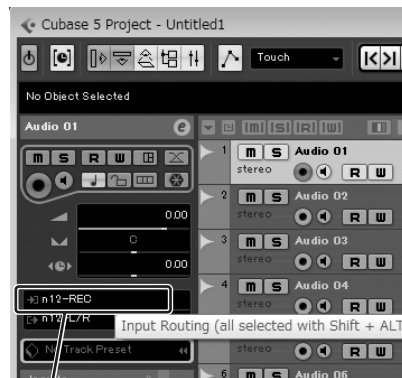 Cubase 5 Project - Untitled1
Touch
No Object Selected
Audio 01
[m] [S] [R] [W]
m S R W
0.00
C
0.00
n12-REC
n12-L/R
No Track Preset
1 m S Audio 01
stereo R W
2 m S Audio 02
stereo R W
3 m S Audio 03
stereo R W
4 m S Audio 04
Input Routing (all selected with Shift + ALT
stereo R W
6 m S Audio 06